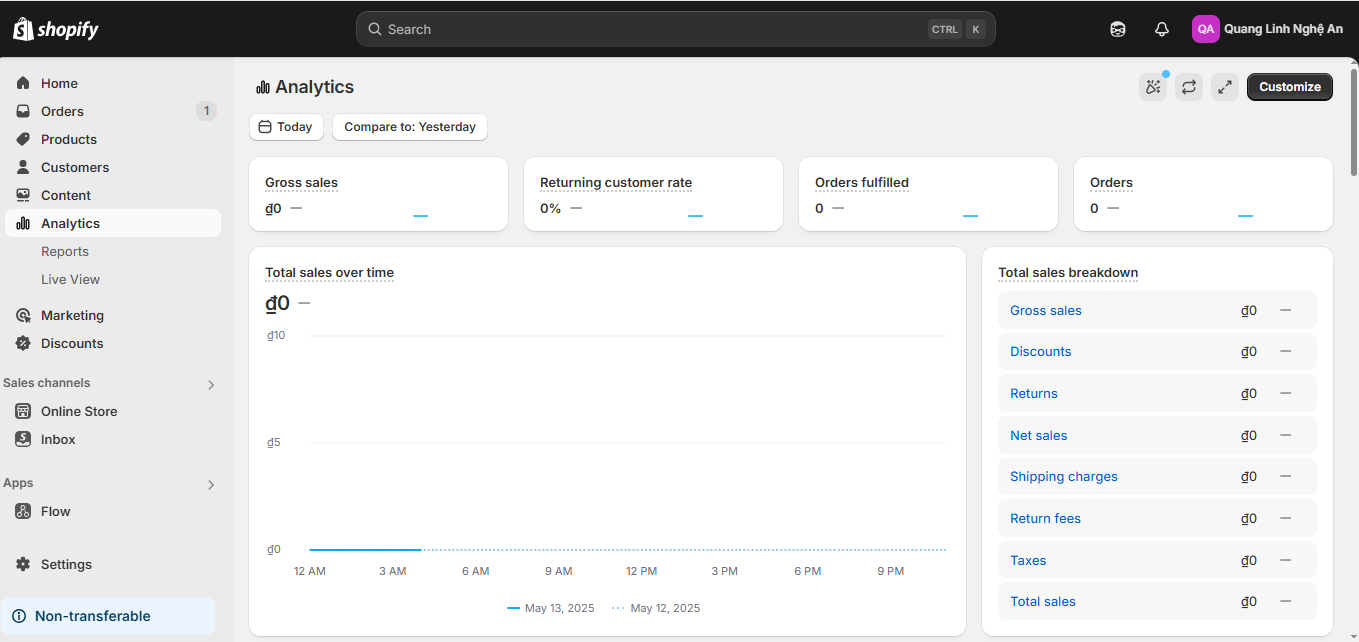 shopify
Search
CTRL K
QA
Quang Linh Nghệ An
Home
Orders
1
Products
Customers
Content
Analytics
Reports
Live View
Marketing
Discounts
Sales channels
Online Store
Inbox
Apps
Flow
Settings
Non-transferable
Analytics
Customize
Today
Compare to: Yesterday
Gross sales
₫0 —
Returning customer rate
0% —
Orders fulfilled
0 —
Orders
0 —
Total sales over time
₫0 —
₫10
₫5
₫0
12 AM 3 AM 6 AM 9 AM 12 PM 3 PM 6 PM 9 PM
May 13, 2025 May 12, 2025
Total sales breakdown
Gross sales ₫0 —
Discounts ₫0 —
Returns ₫0 —
Net sales ₫0 —
Shipping charges ₫0 —
Return fees ₫0 —
Taxes ₫0 —
Total sales ₫0 —